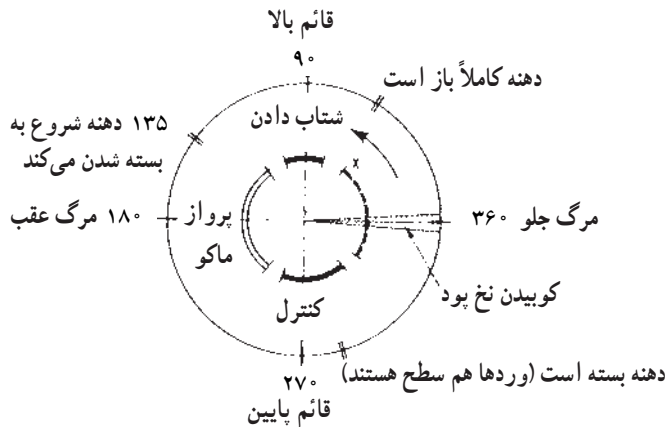 قائم بالا
۹۰
دهنه کاملاً باز است
شتاب دادن
۱۳۵ دهنه شروع به
بسته شدن می‌کند
x
مرگ جلو ۳۶۰
۱۸۰ مرگ عقب
پرواز
ماکو
کوبیدن نخ پود
کنترل
دهنه بسته است (وردها هم سطح هستند)
۲۷۰
قائم پایین